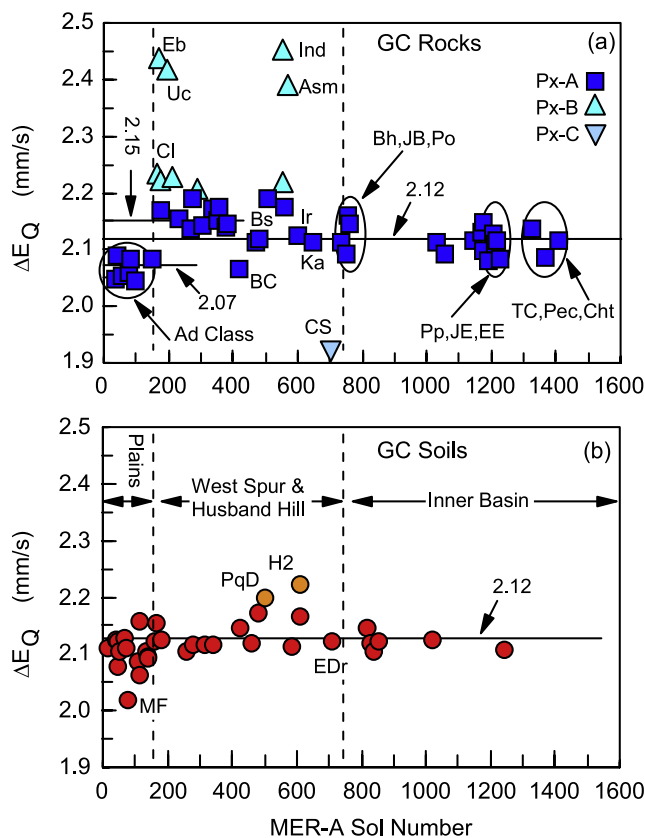 2.5
2.4
2.3
2.2
2.1
2.0
1.9
ΔE_Q (mm/s)
Eb
Uc
Ind
Asm
GC Rocks
(a)
Px-A
Px-B
Px-C
2.15
Cl
Bh,JB,Po
Bs
Ir
2.12
Ka
BC
2.07
Ad Class
CS
Pp,JE,EE
TC,Pec,Cht
0 200 400 600 800 1000 1200 1400 1600
2.5
2.4
2.3
2.2
2.1
2.0
1.9
ΔE_Q (mm/s)
Plains
GC Soils
(b)
West Spur &
Husband Hill
Inner Basin
PqD
H2
2.12
EDr
MF
0 200 400 600 800 1000 1200 1400 1600
MER-A Sol Number